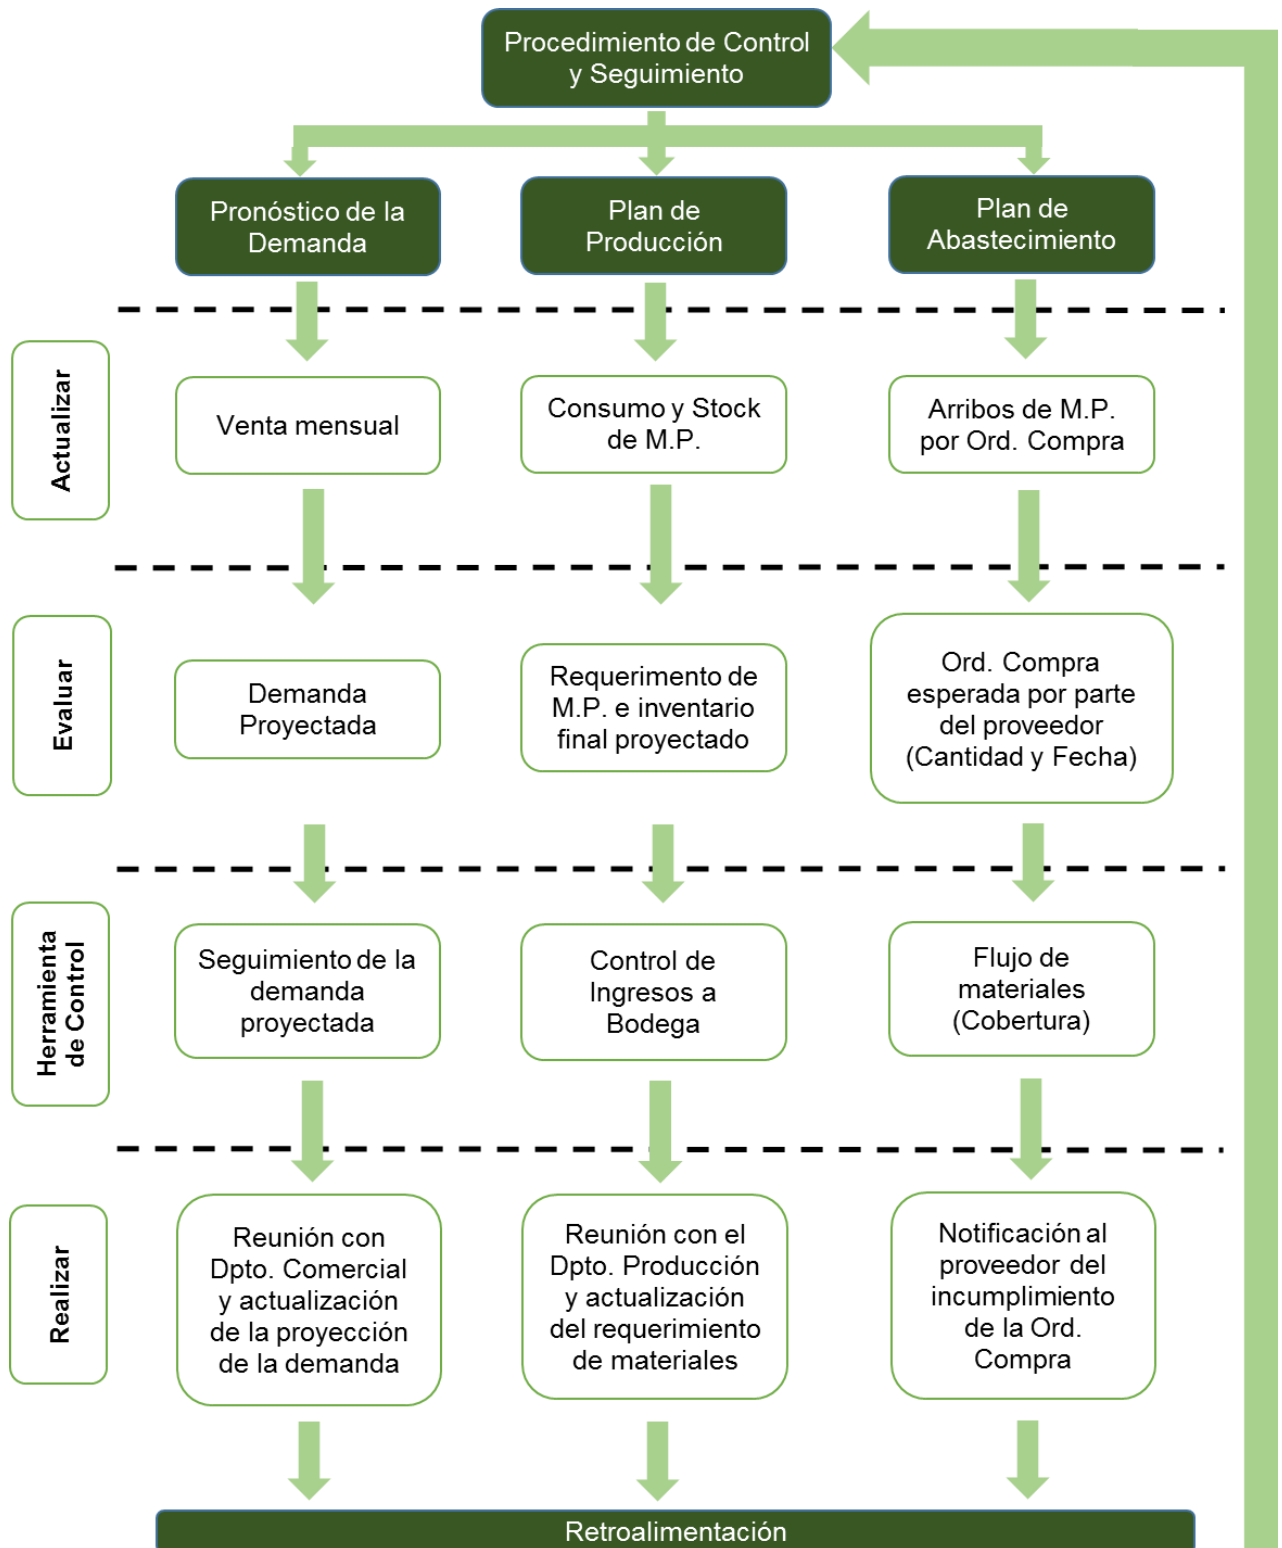 Procedimiento de Control
y Seguimiento
Pronóstico de la
Demanda
Plan de
Producción
Plan de
Abastecimiento
Actualizar
Venta mensual
Consumo y Stock
de M.P.
Arribos de M.P.
por Ord. Compra
Evaluar
Demanda
Proyectada
Requerimento de
M.P. e inventario
final proyectado
Ord. Compra
esperada por parte
del proveedor
(Cantidad y Fecha)
Herramienta
de Control
Seguimiento de la
demanda
proyectada
Control de
Ingresos a
Bodega
Flujo de
materiales
(Cobertura)
Realizar
Reunión con
Dpto. Comercial
y actualización
de la proyección
de la demanda
Reunión con el
Dpto. Producción
y actualización
del requerimiento
de materiales
Notificación al
proveedor del
incumplimiento
de la Ord.
Compra
Retroalimentación